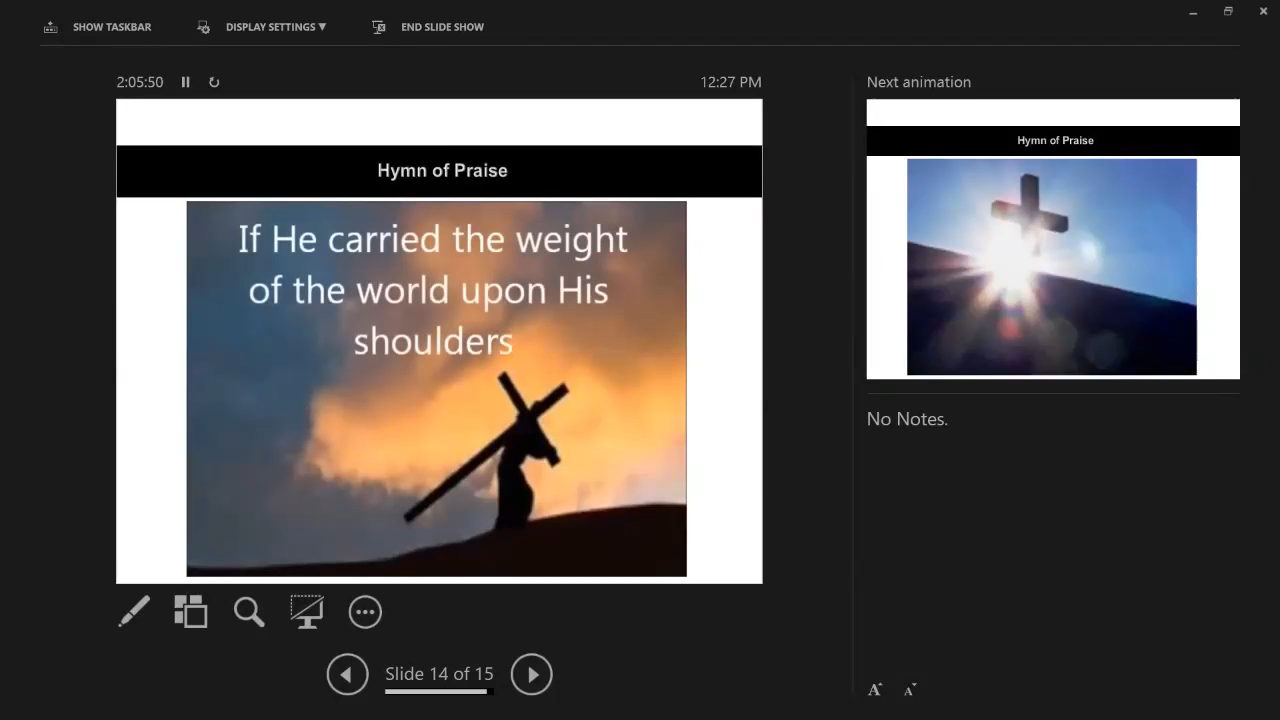 SHOW TASKBAR
DISPLAY SETTINGS ▼
END SLIDE SHOW
2:05:50
12:27 PM
Next animation
Hymn of Praise
If He carried the weight
of the world upon His
shoulders
Hymn of Praise
No Notes.
Slide 14 of 15
A
A